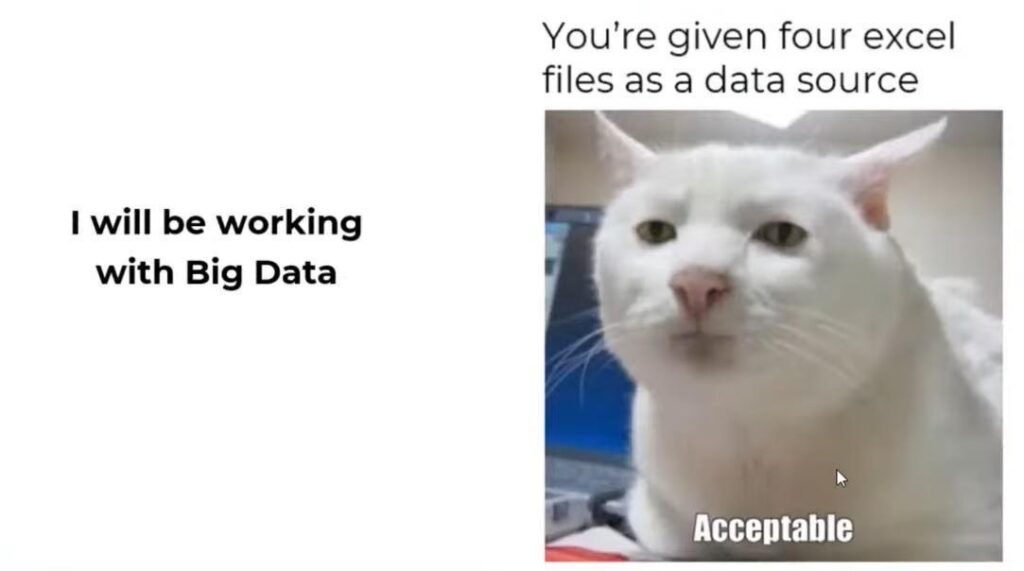 I will be working
with Big Data
You’re given four excel
files as a data source
Acceptable